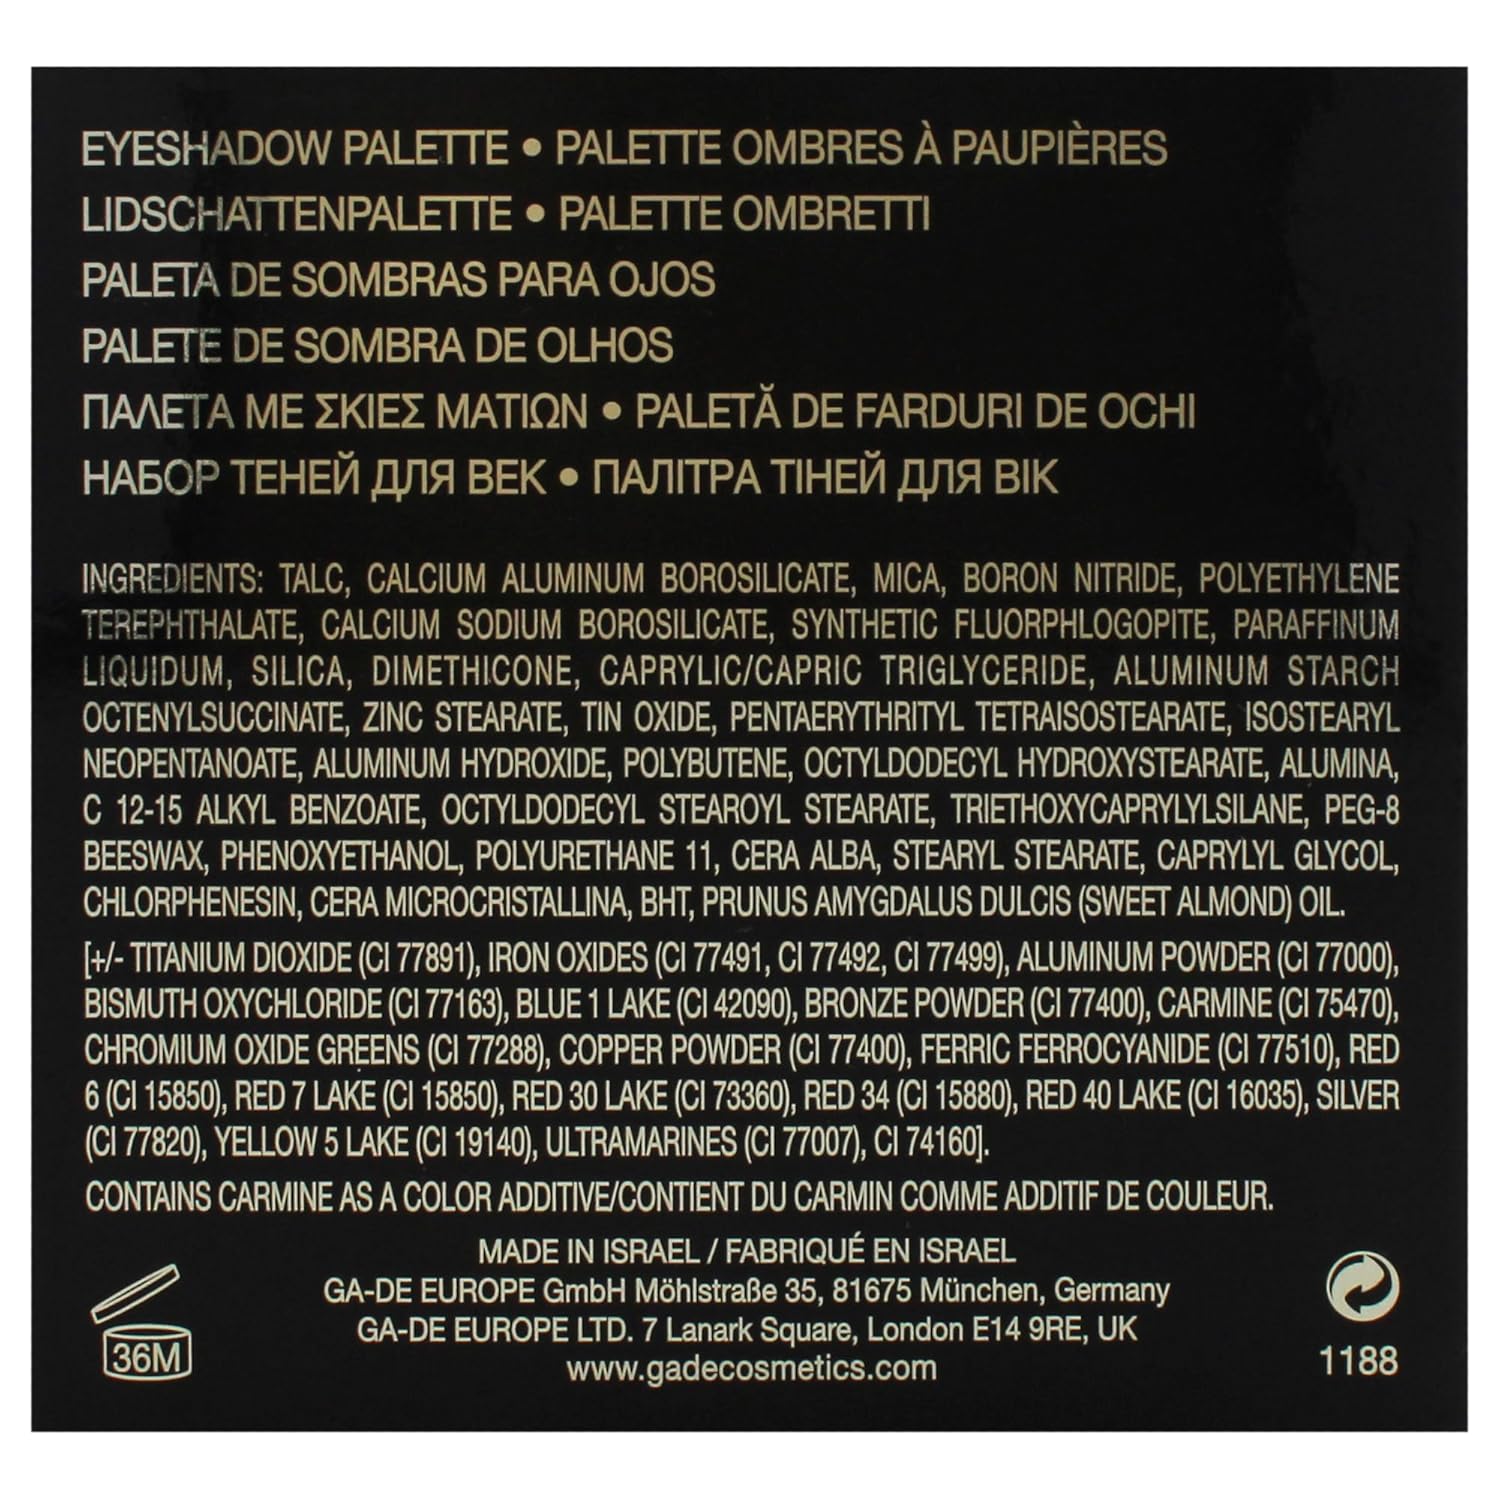 EYESHADOW PALETTE • PALETTE OMBRES À PAUPIÈRES
LIDSCHATTENPALETTE • PALETTE OMBRETTI
PALETA DE SOMBRAS PARA OJOS
PALETE DE SOMBRA DE OLHOS
ΠΑΛΕΤΑ ΜΕ ΣΚΙΕΣ ΜΑΤΙΩΝ • PALETĂ DE FARDURI DE OCHI
НАБОР ТЕНЕЙ ДЛЯ ВЕК • ПАЛІТРА ТІНЕЙ ДЛЯ ВІК
INGREDIENTS: TALC, CALCIUM ALUMINUM BOROSILICATE, MICA, BORON NITRIDE, POLYETHYLENE
TEREPHTHALATE, CALCIUM SODIUM BOROSILICATE, SYNTHETIC FLUORPHLOGOPITE, PARAFFINUM
LIQUIDUM, SILICA, DIMETHICONE, CAPRYLIC/CAPRIC TRIGLYCERIDE, ALUMINUM STARCH
OCTENYLSUCCINATE, ZINC STEARATE, TIN OXIDE, PENTAERYTHRITYL TETRAISOSTEARATE, ISOSTEARYL
NEOPENTANOATE, ALUMINUM HYDROXIDE, POLYBUTENE, OCTYLDODECYL HYDROXYSTEARATE, ALUMINA,
C 12-15 ALKYL BENZOATE, OCTYLDODECYL STEAROYL STEARATE, TRIETHOXYCAPRYLYLSILANE, PEG-8
BEESWAX, PHENOXYETHANOL, POLYURETHANE 11, CERA ALBA, STEARYL STEARATE, CAPRYLYL GLYCOL,
CHLORPHENESIN, CERA MICROCRISTALLINA, BHT, PRUNUS AMYGDALUS DULCIS (SWEET ALMOND) OIL.
[+/- TITANIUM DIOXIDE (CI 77891), IRON OXIDES (CI 77491, CI 77492, CI 77499), ALUMINUM POWDER (CI 77000),
BISMUTH OXYCHLORIDE (CI 77163), BLUE 1 LAKE (CI 42090), BRONZE POWDER (CI 77400), CARMINE (CI 75470),
CHROMIUM OXIDE GREENS (CI 77288), COPPER POWDER (CI 77400), FERRIC FERROCYANIDE (CI 77510), RED
6 (CI 15850), RED 7 LAKE (CI 15850), RED 30 LAKE (CI 73360), RED 34 (CI 15880), RED 40 LAKE (CI 16035), SILVER
(CI 77820), YELLOW 5 LAKE (CI 19140), ULTRAMARINES (CI 77007), CI 74160].
CONTAINS CARMINE AS A COLOR ADDITIVE/CONTIENT DU CARMIN COMME ADDITIF DE COULEUR.
MADE IN ISRAEL / FABRIQUÉ EN ISRAEL
GA-DE EUROPE GmbH Möhlstraße 35, 81675 München, Germany
GA-DE EUROPE LTD. 7 Lanark Square, London E14 9RE, UK
www.gadecosmetics.com
36M
1188